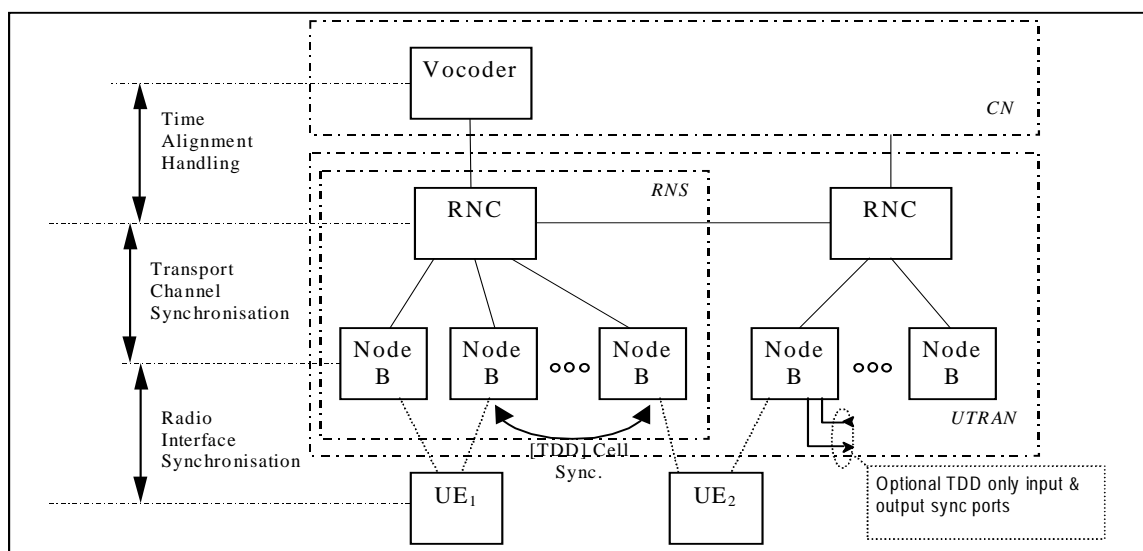 Vocoder
CN
Time
Alignment
Handling
RNS
RNC
RNC
Transport
Channel
Synchronisation
Node
B
Node
B
Node
B
Node
B
Node
B
Radio
Interface
Synchronisation
UTRAN
[TDD] Cell
Sync.
UE1
UE2
Optional TDD only input &
output sync ports